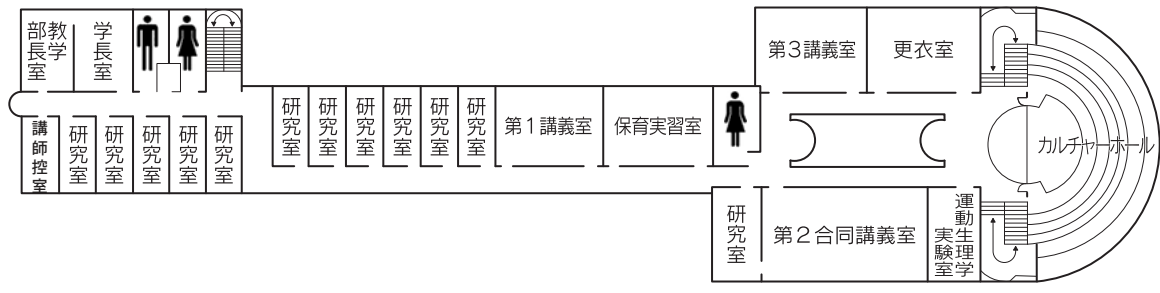 教学部長室
学長室
第3講義室
更衣室
研究室
研究室
研究室
研究室
研究室
研究室
第1講義室
保育実習室
カルチャーホール
講師控室
研究室
研究室
研究室
研究室
研究室
研究室
第2合同講義室
運動生理学実験室